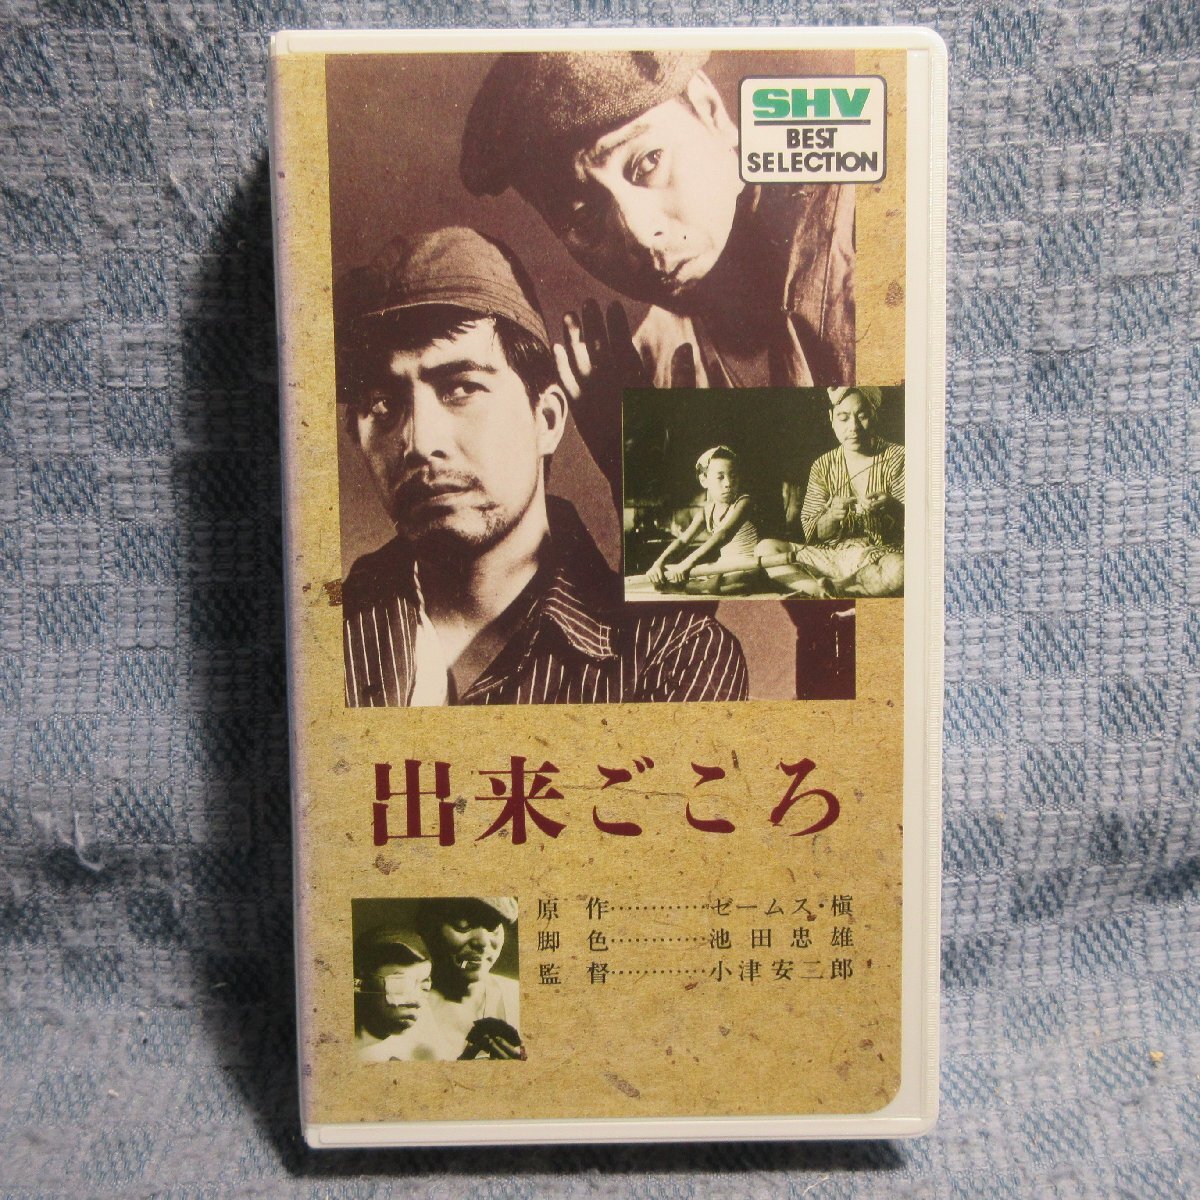 SHV
BEST
SELECTION
出来ごころ
原作…………ゼームス・槇
脚色…………池田忠雄
監督…………小津安二郎